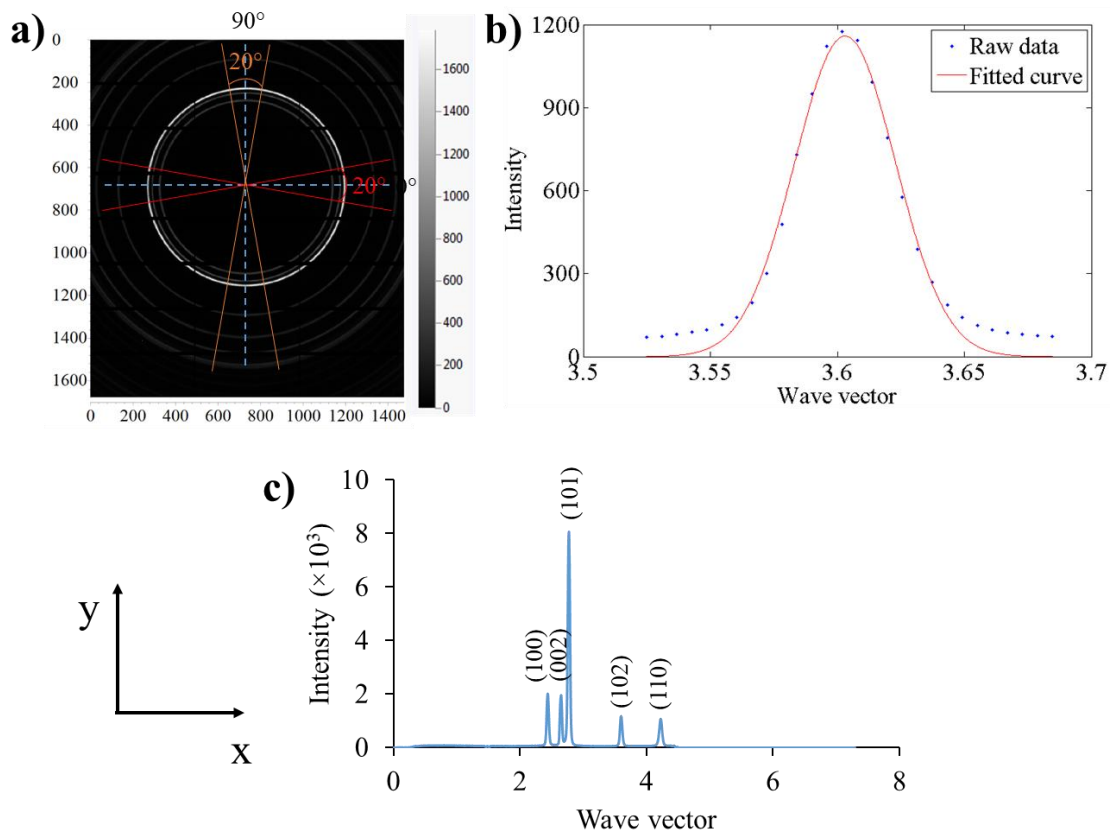 a)
90°
20°
20°
0
200
400
600
800
1000
1200
1400
1600
0 200 400 600 800 1000 1200 1400
1600
1400
1200
1000
800
600
400
200
0
b)
1200
900
600
300
0
Intensity
Raw data
Fitted curve
3.5 3.55 3.6 3.65 3.7
Wave vector
c)
10
8
6
4
2
0
Intensity (×10³)
(100)
(002)
(101)
(102)
(110)
0 2 4 6 8
Wave vector
y
x